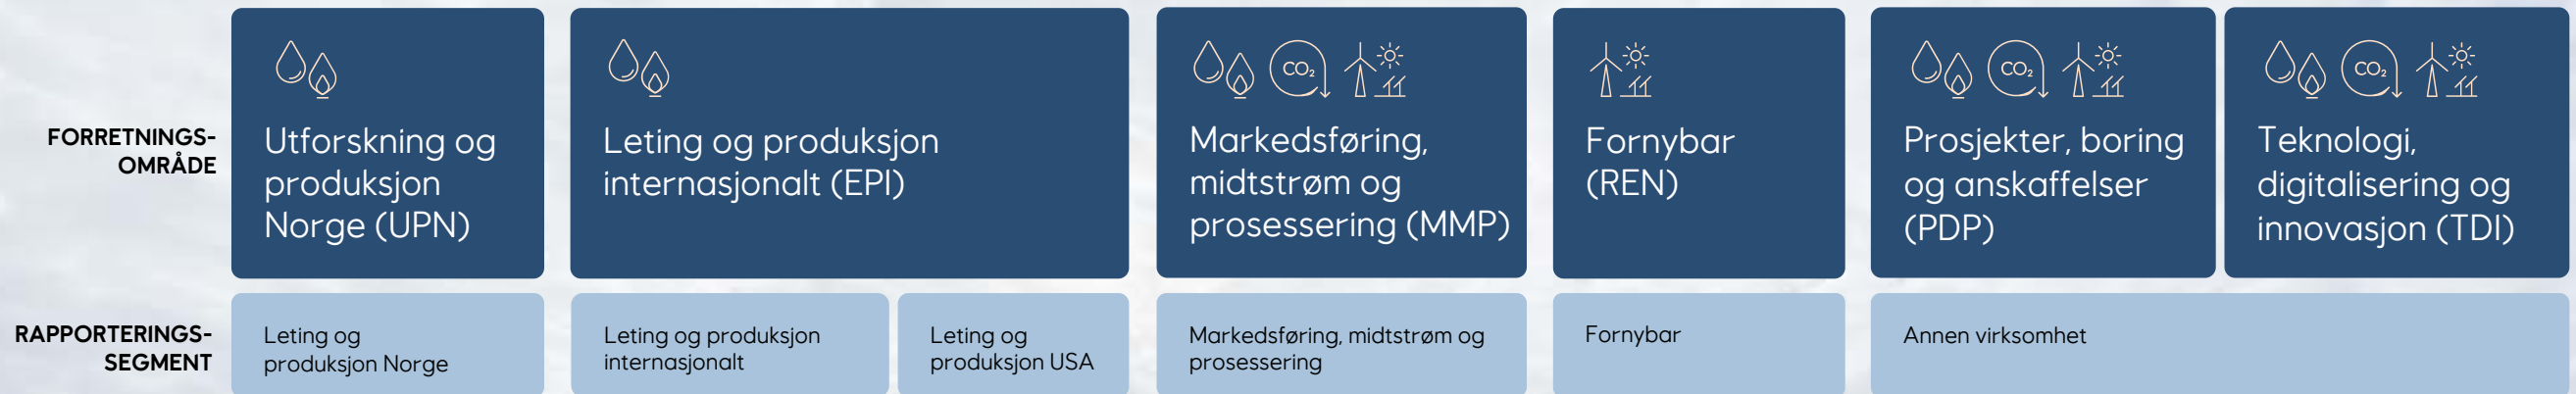 FORRETNINGS-
OMRÅDE
CO₂
CO₂
CO₂
Utforskning og
produksjon
Norge (UPN)
Leting og produksjon
internasjonalt (EPI)
Markedsføring,
midtstrøm og
prosessering (MMP)
Fornybar
(REN)
Prosjekter, boring
og anskaffelser
(PDP)
Teknologi,
digitalisering og
innovasjon (TDI)
RAPPORTERINGS-
SEGMENT
Leting og
produksjon Norge
Leting og produksjon
internasjonalt
Leting og
produksjon USA
Markedsføring, midtstrøm og
prosessering
Fornybar
Annen virksomhet